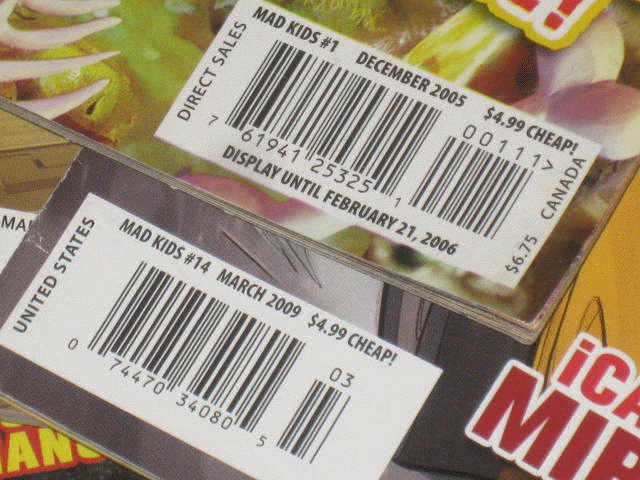 MAD KIDS #1 DECEMBER 2005 $4.99 CHEAP!
DIRECT SALES
00111>
7 61941 25325 1
DISPLAY UNTIL FEBRUARY 21, 2006
$6.75 CANADA
MAD KIDS #14 MARCH 2009 $4.99 CHEAP!
UNITED STATES
03
0 74470 34080 5